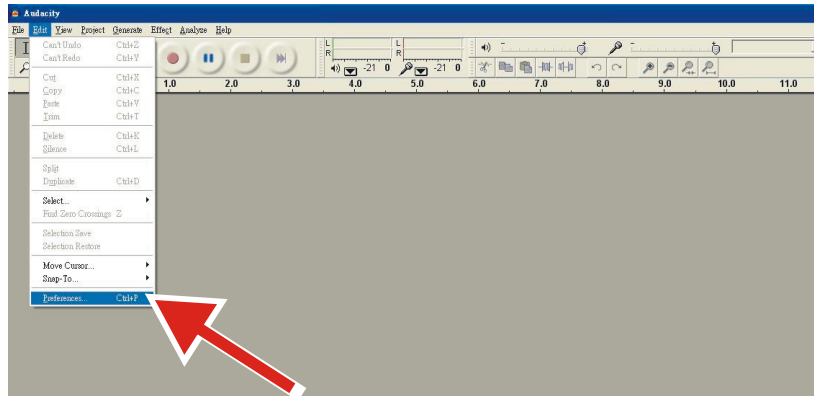 Audacity
File Edit View Project Generate Effect Analyze Help
Can't Undo Ctrl+Z
Can't Redo Ctrl+Y
Cut Ctrl+X
Copy Ctrl+C
Paste Ctrl+V
Trim Ctrl+T
Delete Ctrl+K
Silence Ctrl+L
Split
Duplicate Ctrl+D
Select...
Find Zero Crossings Z
Selection Save
Selection Restore
Move Cursor...
Snap-To...
Preferences... Ctrl+P
L L
R R
-21 0 -21 0
1.0 2.0 3.0 4.0 5.0 6.0 7.0 8.0 9.0 10.0 11.0